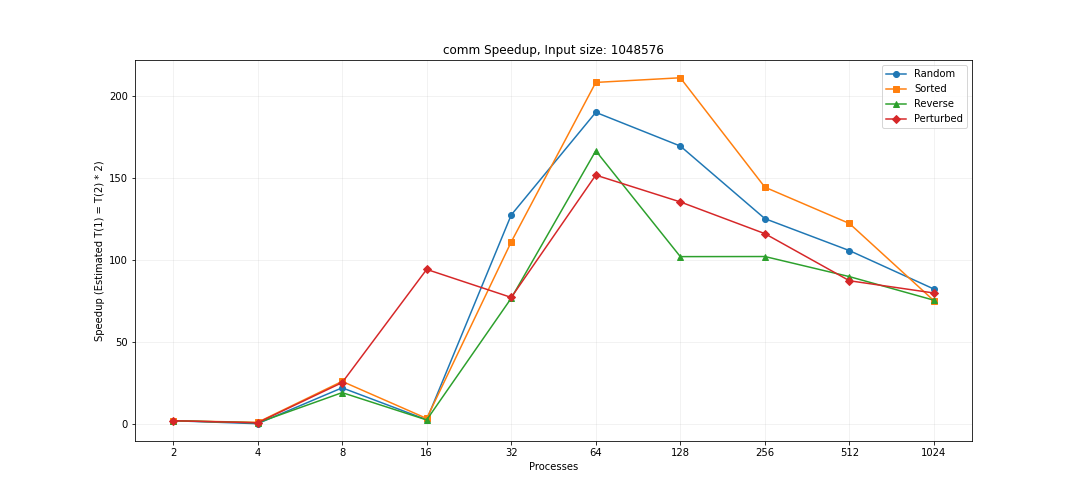 comm Speedup, Input size: 1048576
Random
Sorted
Reverse
Perturbed
Speedup (Estimated T(1) = T(2) * 2)
200
150
100
50
0
2 4 8 16 32 64 128 256 512 1024
Processes